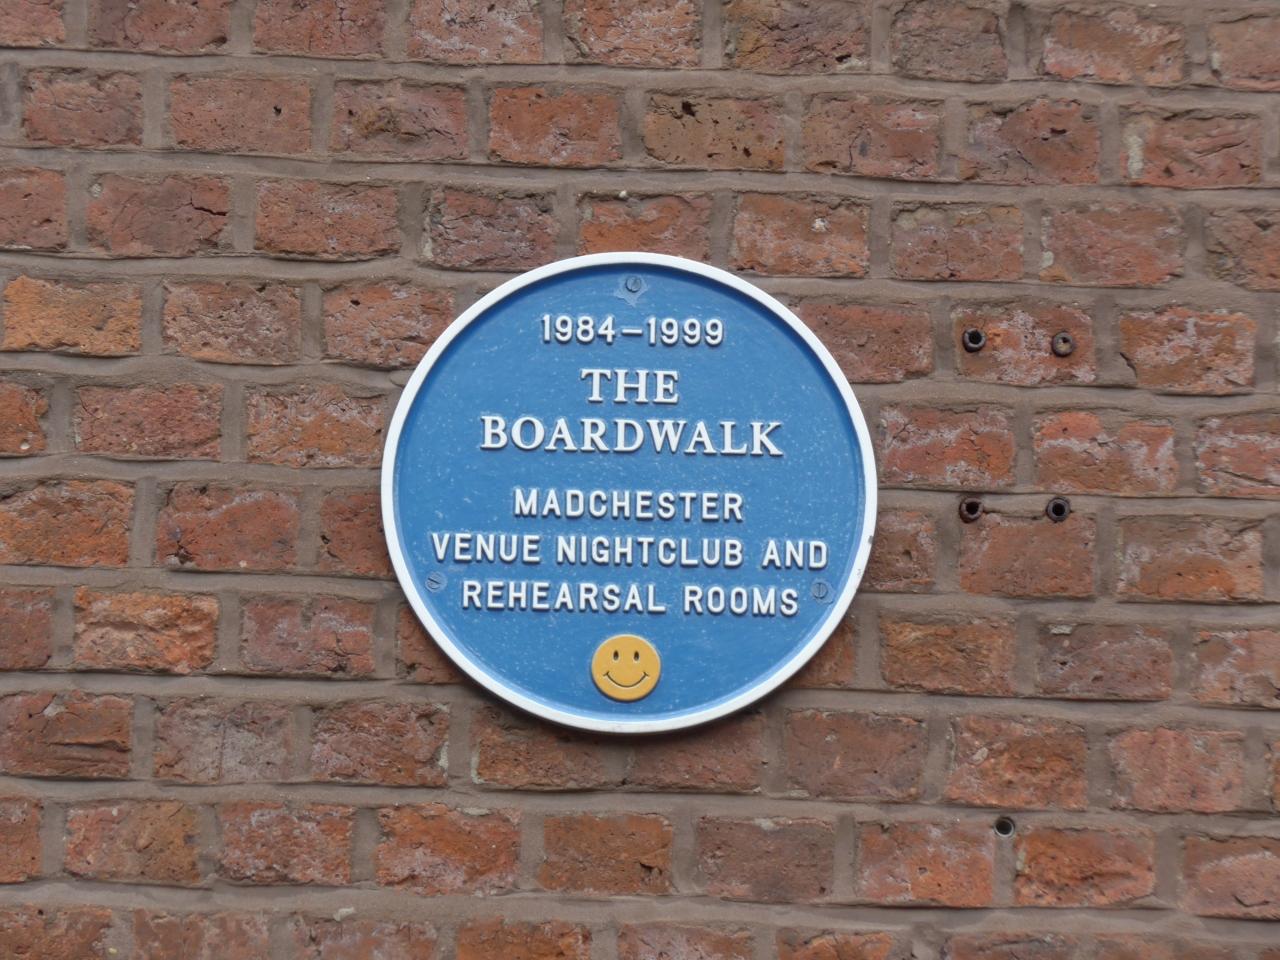 1984–1999
THE
BOARDWALK
MADCHESTER
VENUE NIGHTCLUB AND
REHEARSAL ROOMS